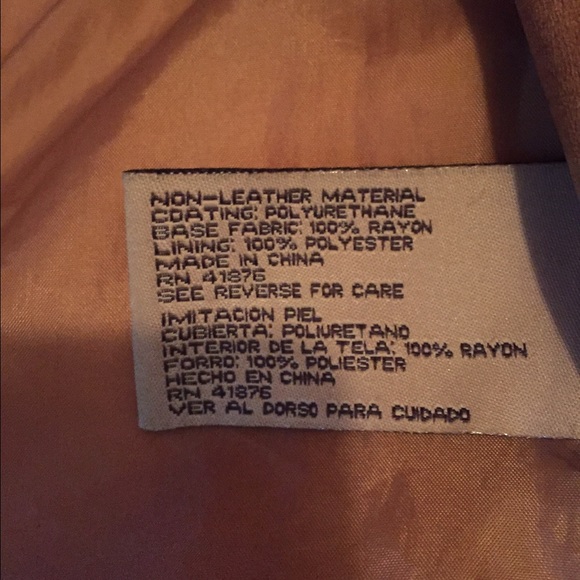 NON-LEATHER MATERIAL
COATING: POLYURETHANE
BASE FABRIC: 100% RAYON
LINING: 100% POLYESTER
MADE IN CHINA
RN 41876
SEE REVERSE FOR CARE
IMITACION PIEL
CUBIERTA: POLIURETANO
INTERIOR DE LA TELA: 100% RAYON
FORRO: 100% POLIESTER
HECHO EN CHINA
RN 41876
VER AL DORSO PARA CUIDADO